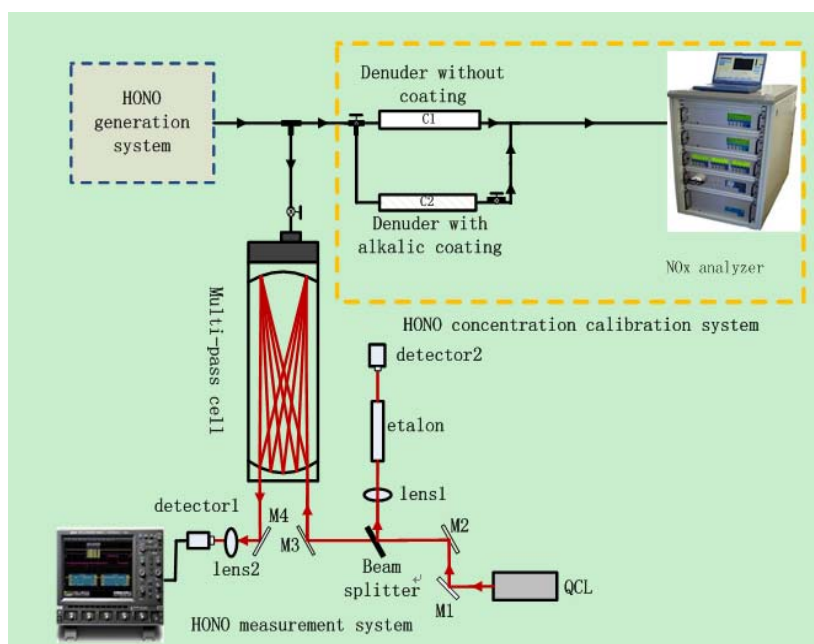 HONO
generation
system
Denuder without
coating
C1
C2
Denuder with
alkalic coating
NOx analyzer
HONO concentration calibration system
Multi-pass cell
detector2
etalon
lens1
detector1
lens2
M4
M3
M2
Beam
splitter
M1
QCL
HONO measurement system